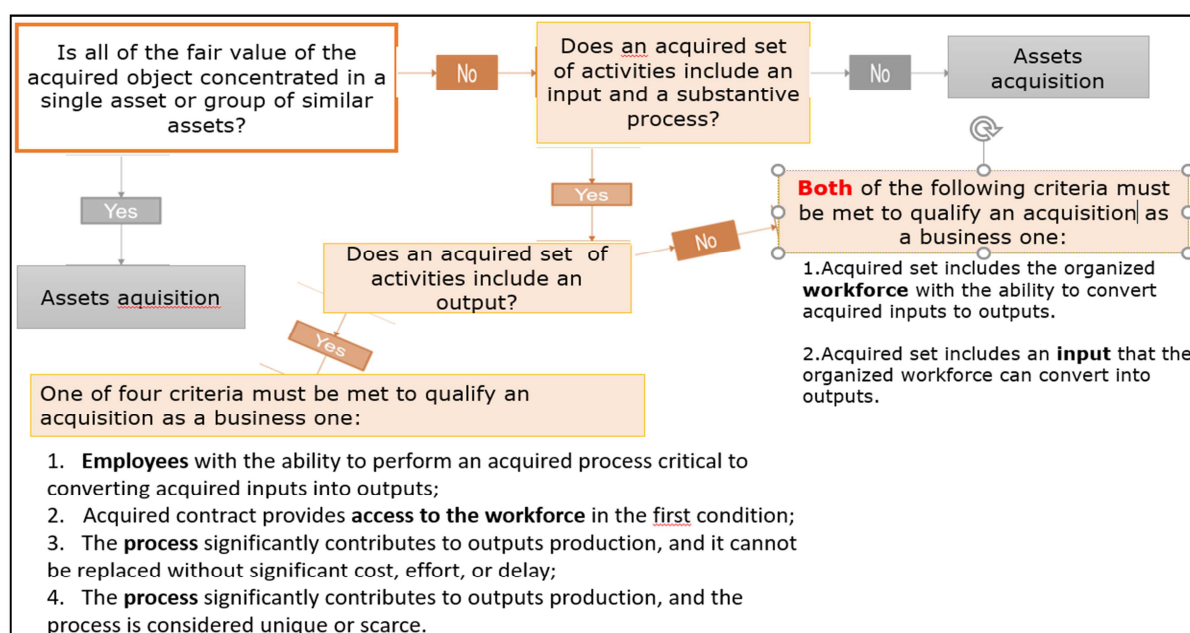 Is all of the fair value of the
acquired object concentrated in a
single asset or group of similar
assets?
No
Does an acquired set
of activities include an
input and a substantive
process?
No
Assets
acquisition
Yes
Assets aquisition
Yes
Does an acquired set of
activities include an
output?
No
Both of the following criteria must
be met to qualify an acquisition as
a business one:
1.Acquired set includes the organized
workforce with the ability to convert
acquired inputs to outputs.
2.Acquired set includes an input that the
organized workforce can convert into
outputs.
Yes
One of four criteria must be met to qualify an
acquisition as a business one:
1. Employees with the ability to perform an acquired process critical to
converting acquired inputs into outputs;
2. Acquired contract provides access to the workforce in the first condition;
3. The process significantly contributes to outputs production, and it cannot
be replaced without significant cost, effort, or delay;
4. The process significantly contributes to outputs production, and the
process is considered unique or scarce.